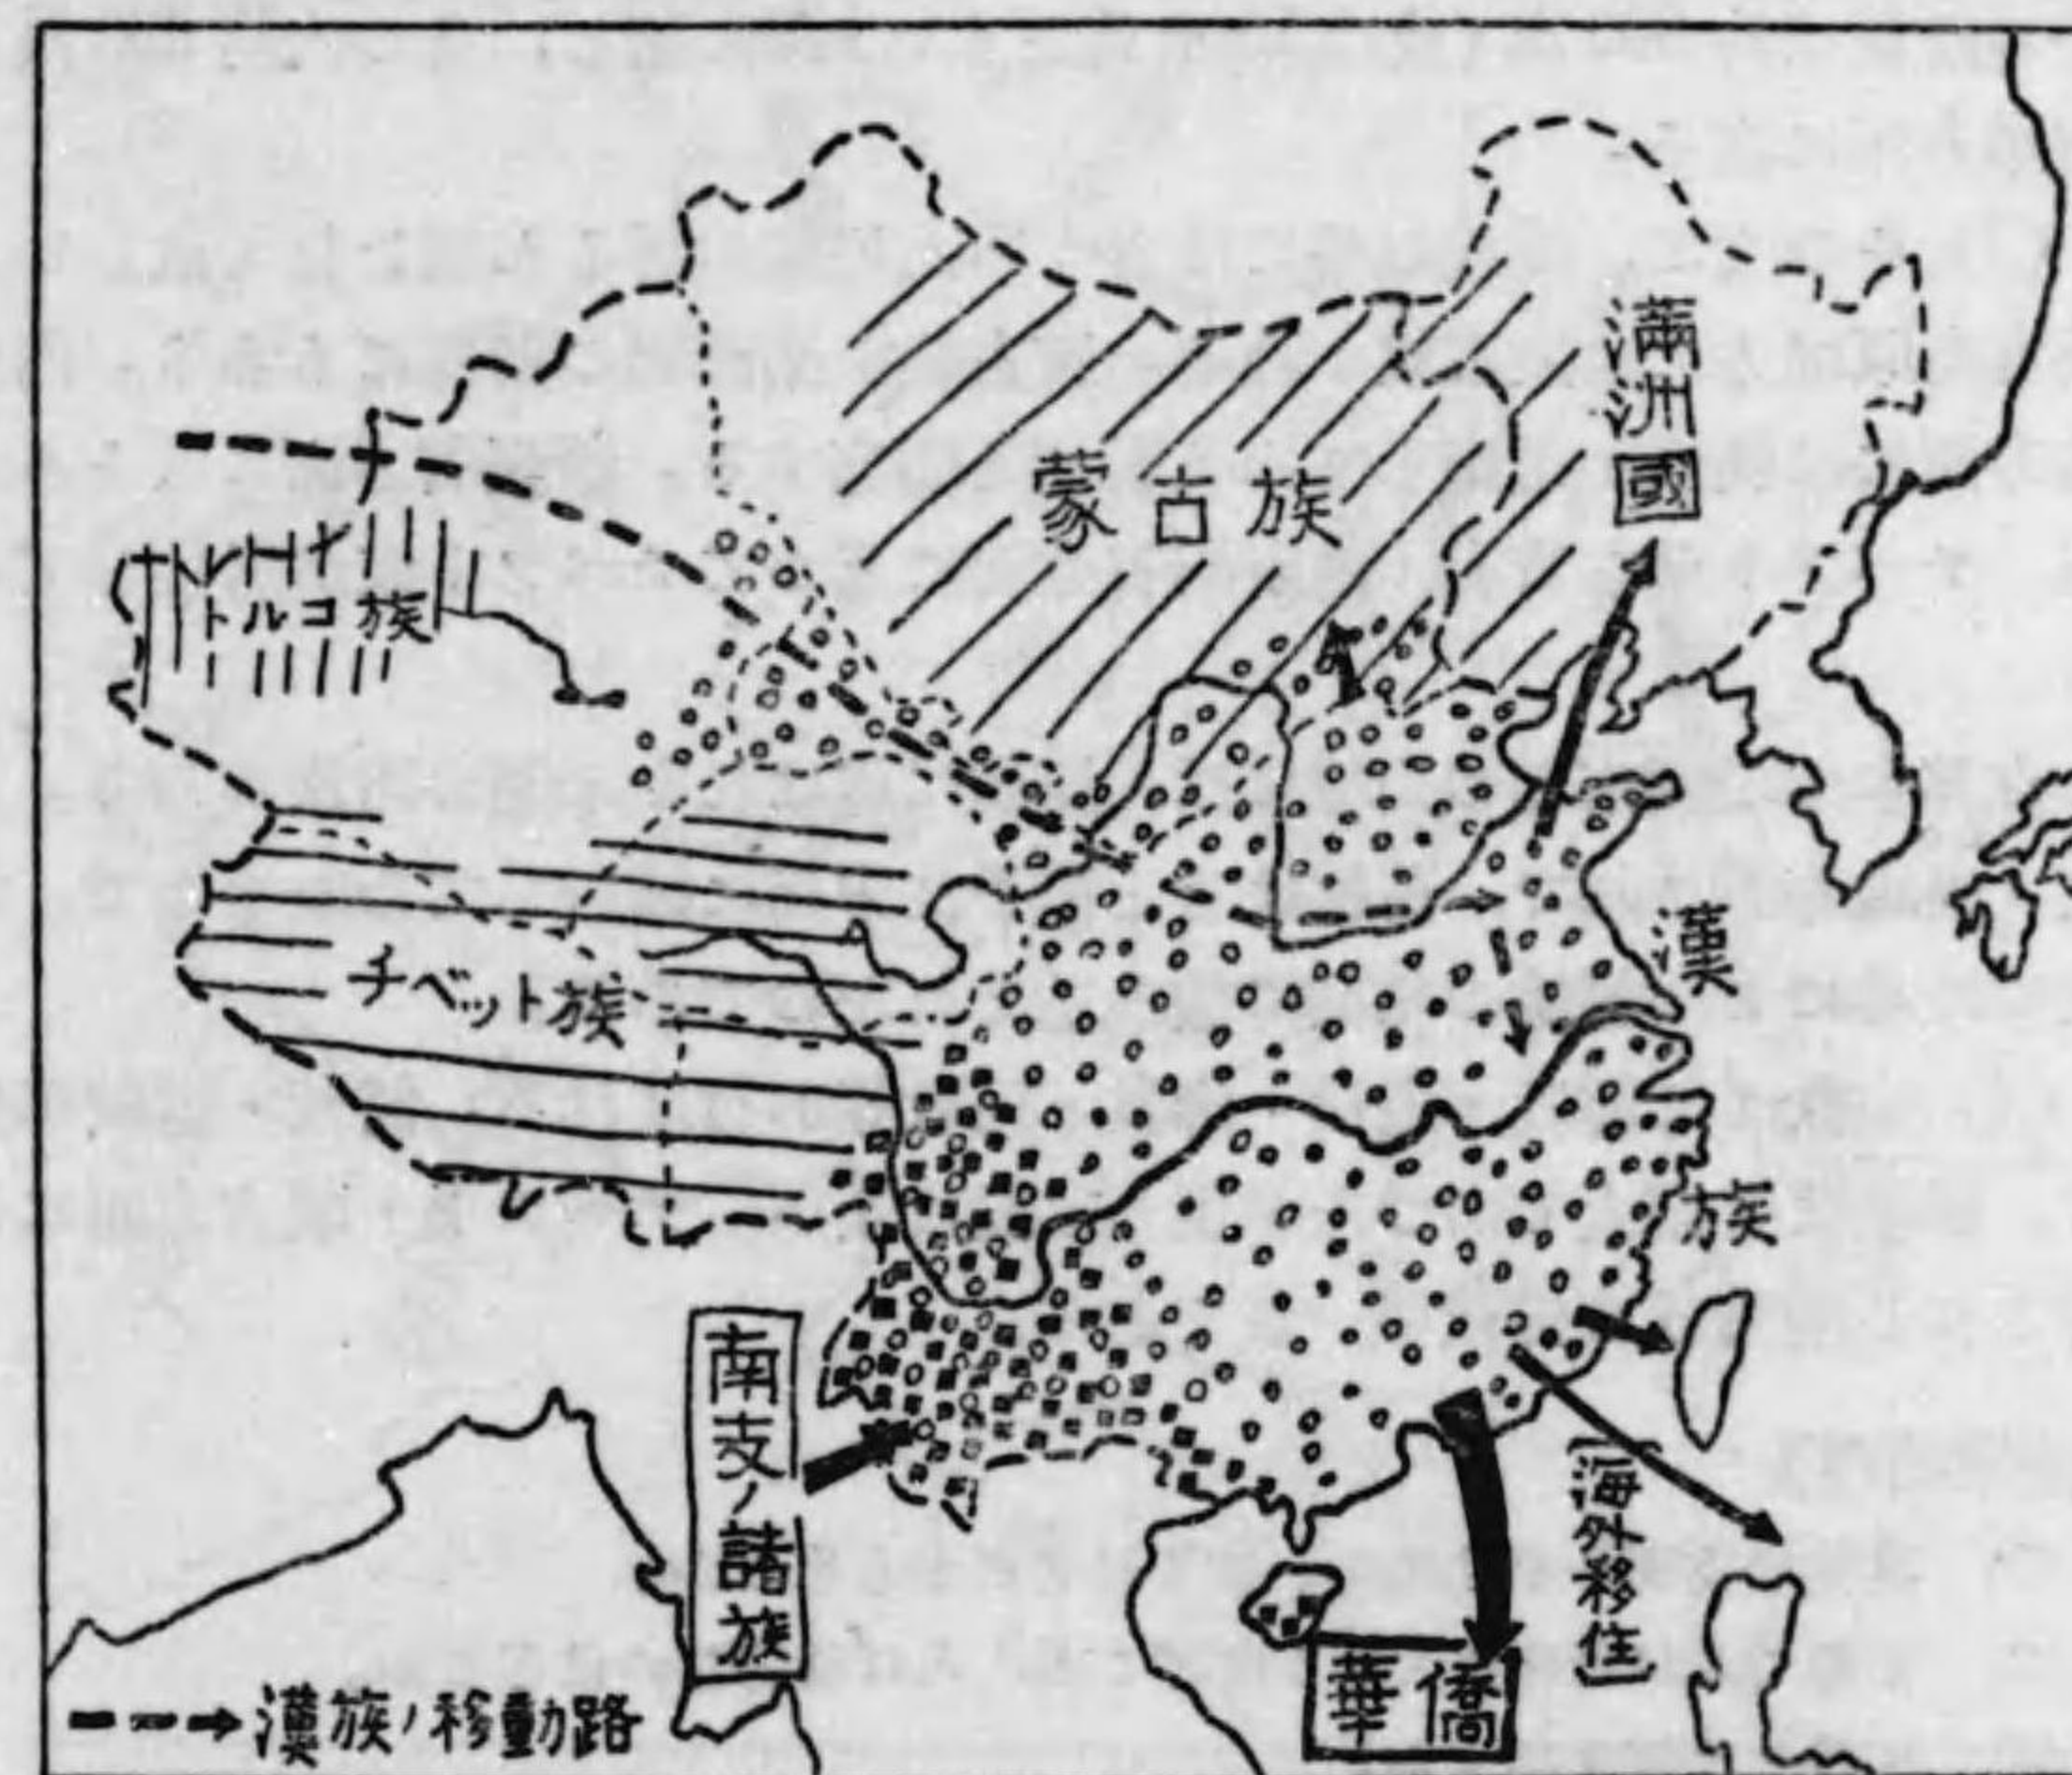 満洲國
蒙古族
トルコ族
チベット族
漢族
南支ノ諸族
(海外移住)
華僑
漢族ノ移動路